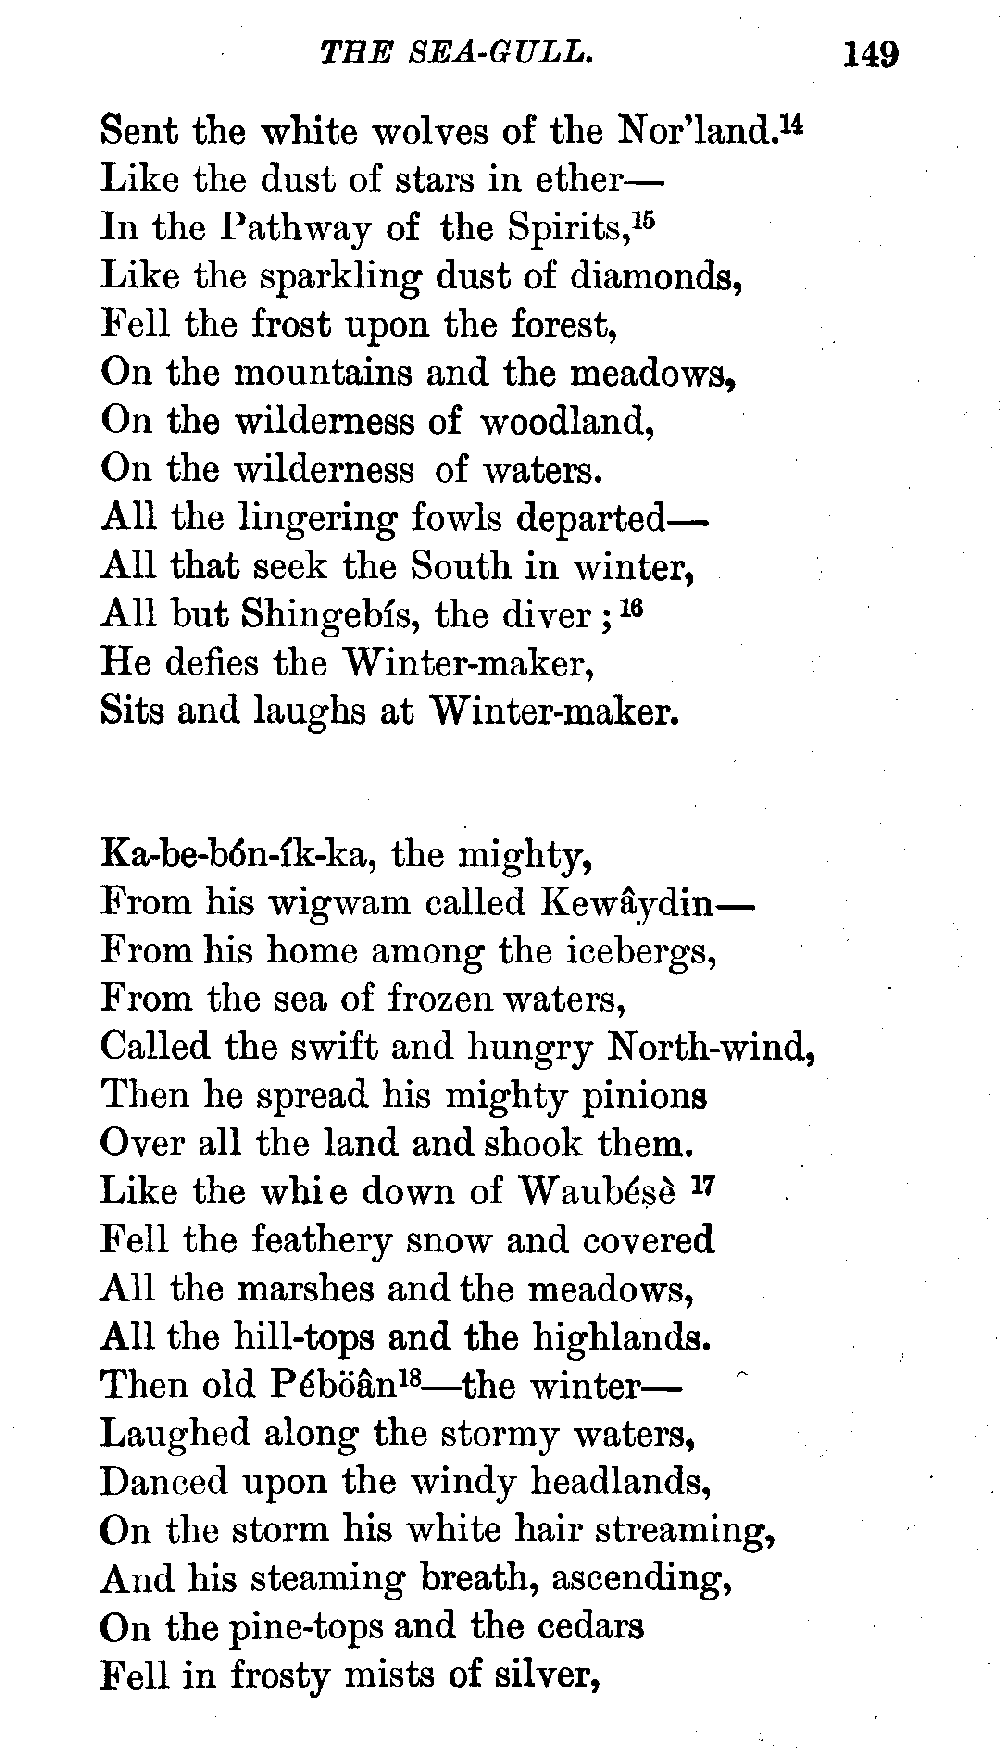 THE SEA-GULL. 149
Sent the white wolves of the Nor'land.¹⁴
Like the dust of stars in ether—
In the Pathway of the Spirits,¹⁵
Like the sparkling dust of diamonds,
Fell the frost upon the forest,
On the mountains and the meadows,
On the wilderness of woodland,
On the wilderness of waters.
All the lingering fowls departed—
All that seek the South in winter,
All but Shingebís, the diver ;¹⁶
He defies the Winter-maker,
Sits and laughs at Winter-maker.
Ka-be-bón-ík-ka, the mighty,
From his wigwam called Kewâydin—
From his home among the icebergs,
From the sea of frozen waters,
Called the swift and hungry North-wind,
Then he spread his mighty pinions
Over all the land and shook them.
Like the whi e down of Waubéṣè ¹⁷
Fell the feathery snow and covered
All the marshes and the meadows,
All the hill-tops and the highlands.
Then old Péböân¹⁸—the winter—
Laughed along the stormy waters,
Danced upon the windy headlands,
On the storm his white hair streaming,
And his steaming breath, ascending,
On the pine-tops and the cedars
Fell in frosty mists of silver,